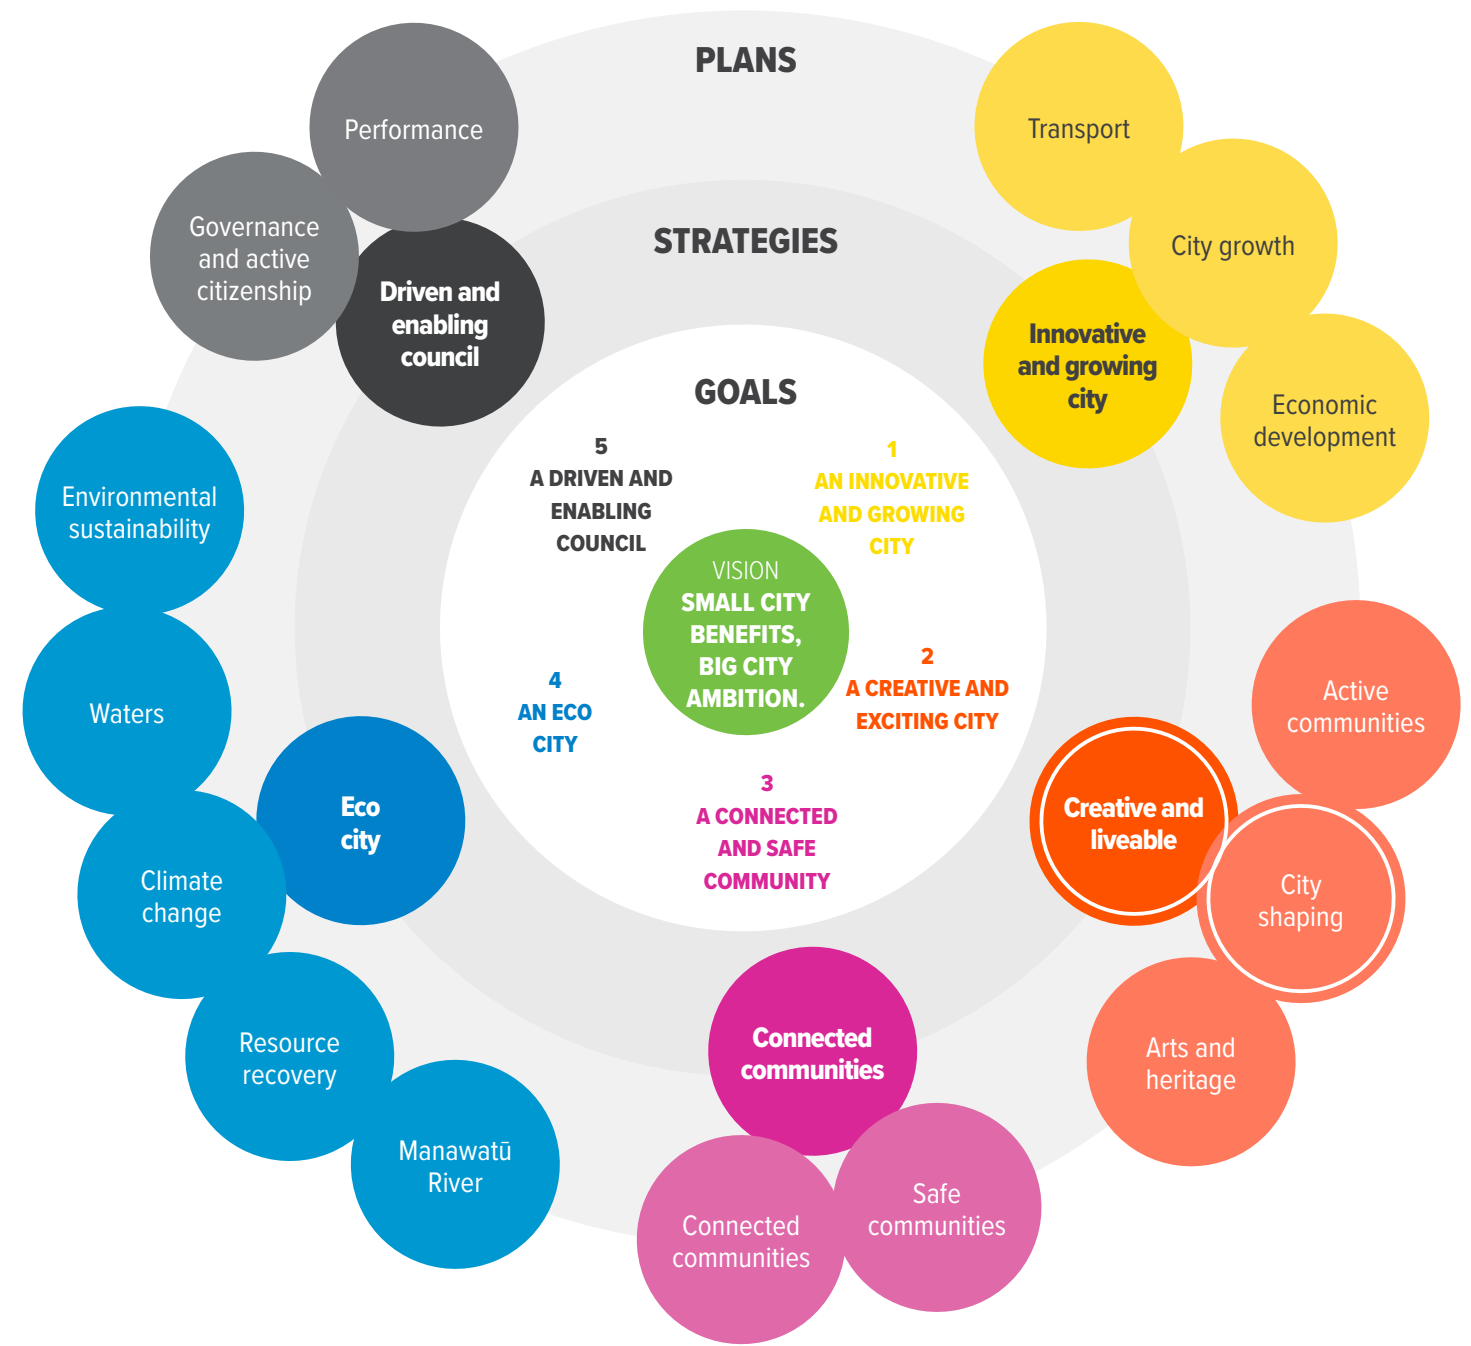 PLANS
STRATEGIES
GOALS
VISION
SMALL CITY
BENEFITS,
BIG CITY
AMBITION.
1
AN INNOVATIVE
AND GROWING
CITY
2
A CREATIVE AND
EXCITING CITY
3
A CONNECTED
AND SAFE
COMMUNITY
4
AN ECO
CITY
5
A DRIVEN AND
ENABLING
COUNCIL
Innovative
and growing
city
Transport
City growth
Economic
development
Creative and
liveable
Active
communities
City
shaping
Arts and
heritage
Connected
communities
Safe
communities
Connected
communities
Eco
city
Manawatū
River
Resource
recovery
Climate
change
Waters
Environmental
sustainability
Driven and
enabling
council
Governance
and active
citizenship
Performance